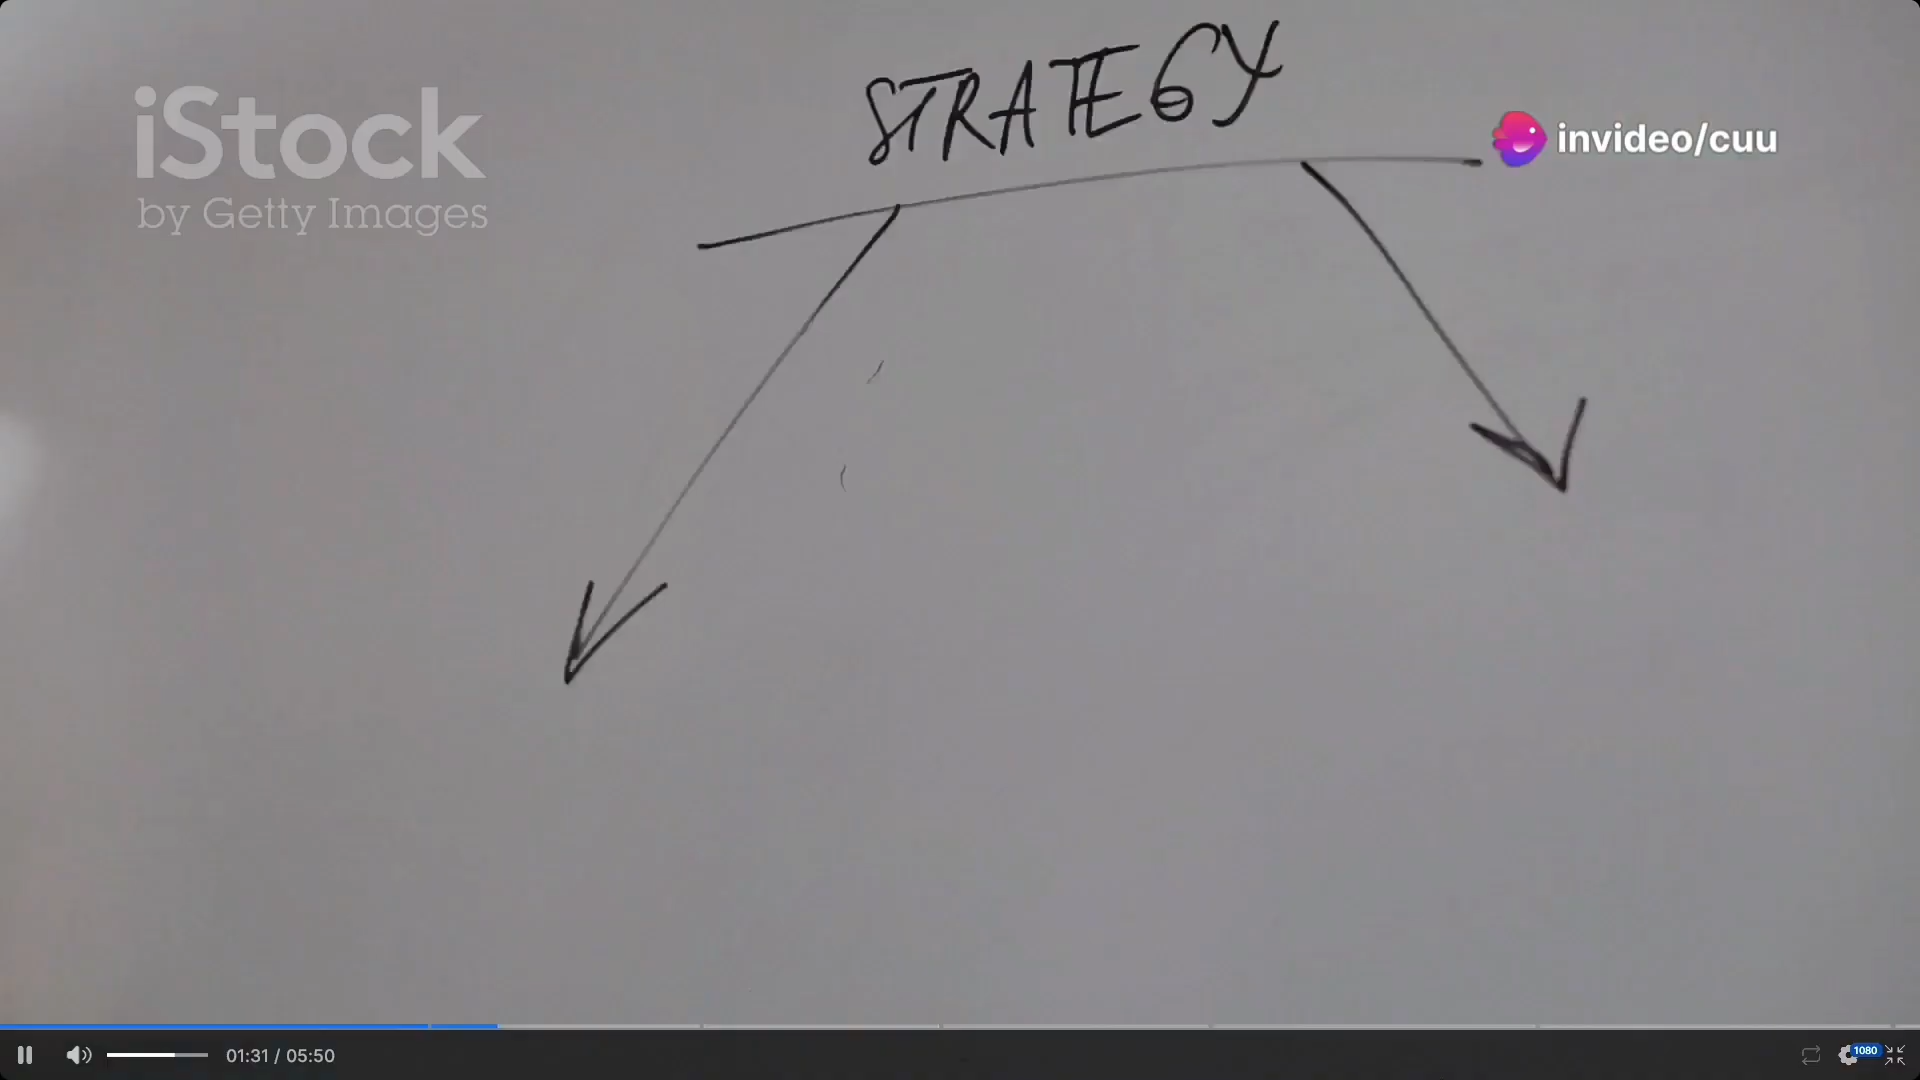 STRATEGY
iStock
by Getty Images
invideo/cuu
01:31 / 05:50
1080